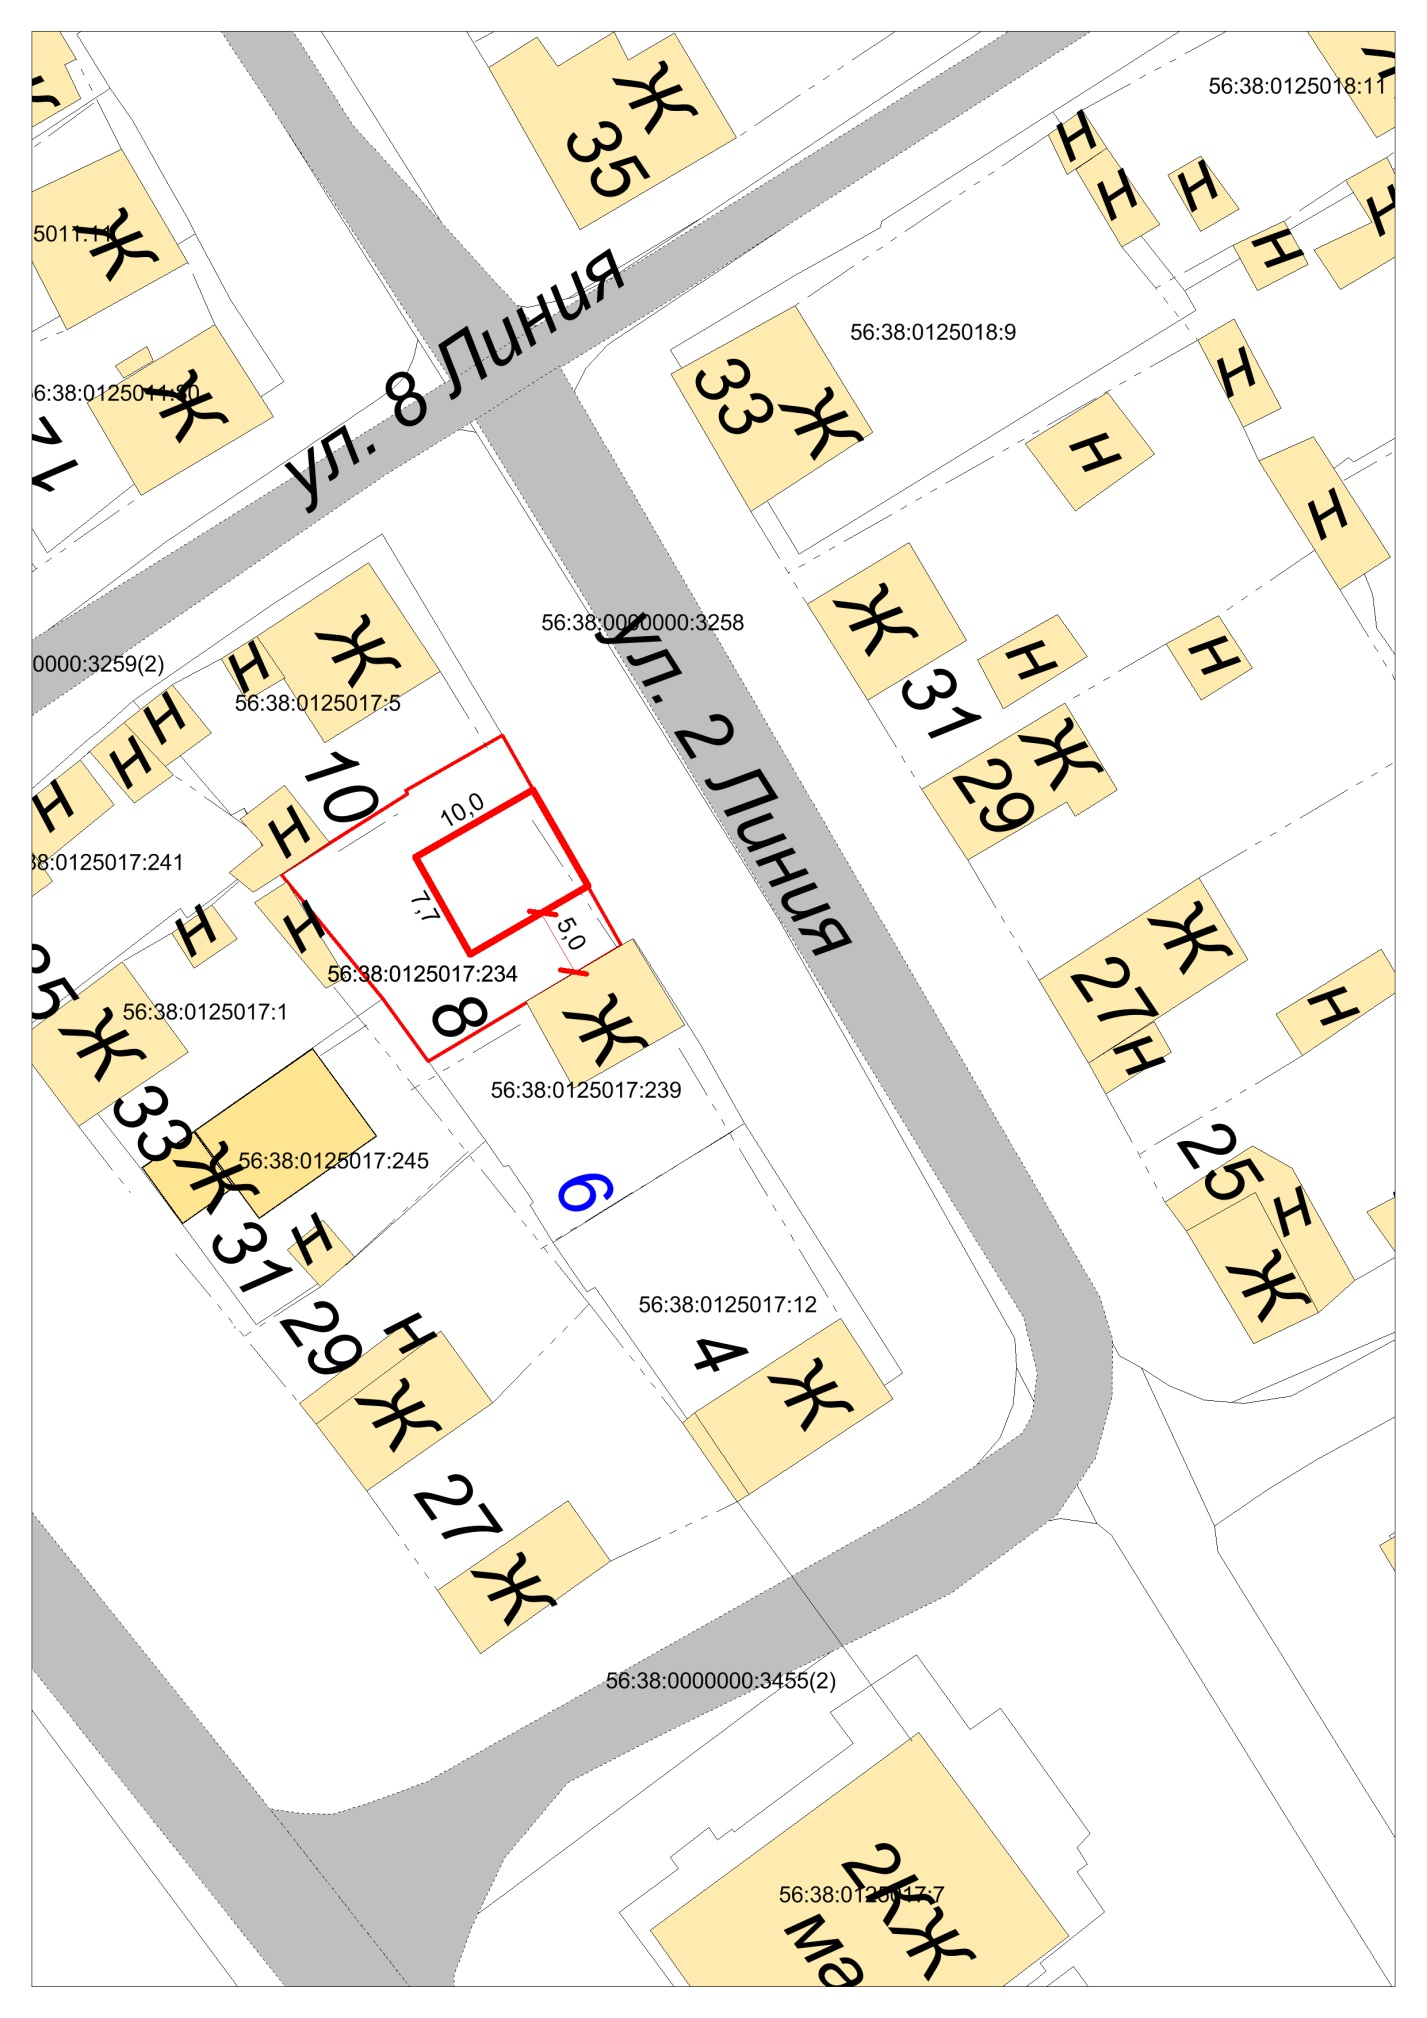 Ж
35
56:38:0125018:11
Н
Н
Н
Н
Н
Ж
5011:11
Ж
ул. 8 Линия
33
Ж
56:38:0125018:9
Н
Н
Н
Ж
56:38:0000000:3258
ул. 2 Линия
0000:3259(2)
Ж
Н
56:38:0125017:5
Н
Н
Н
10
Н
38:0125017:241
Н
Н
10,0
7,7
5,0
56:38:0125017:234
8
Ж
31
Н
Н
Ж
29
Ж
27
Н
Н
25
Н
Ж
35
Ж
56:38:0125017:1
33
Ж
56:38:0125017:245
31
Н
29
Н
Ж
27
Ж
Ж
56:38:0125017:239
6
56:38:0125017:12
4
Ж
56:38:0000000:3455(2)
2КЖ
56:38:0125017:7
ма